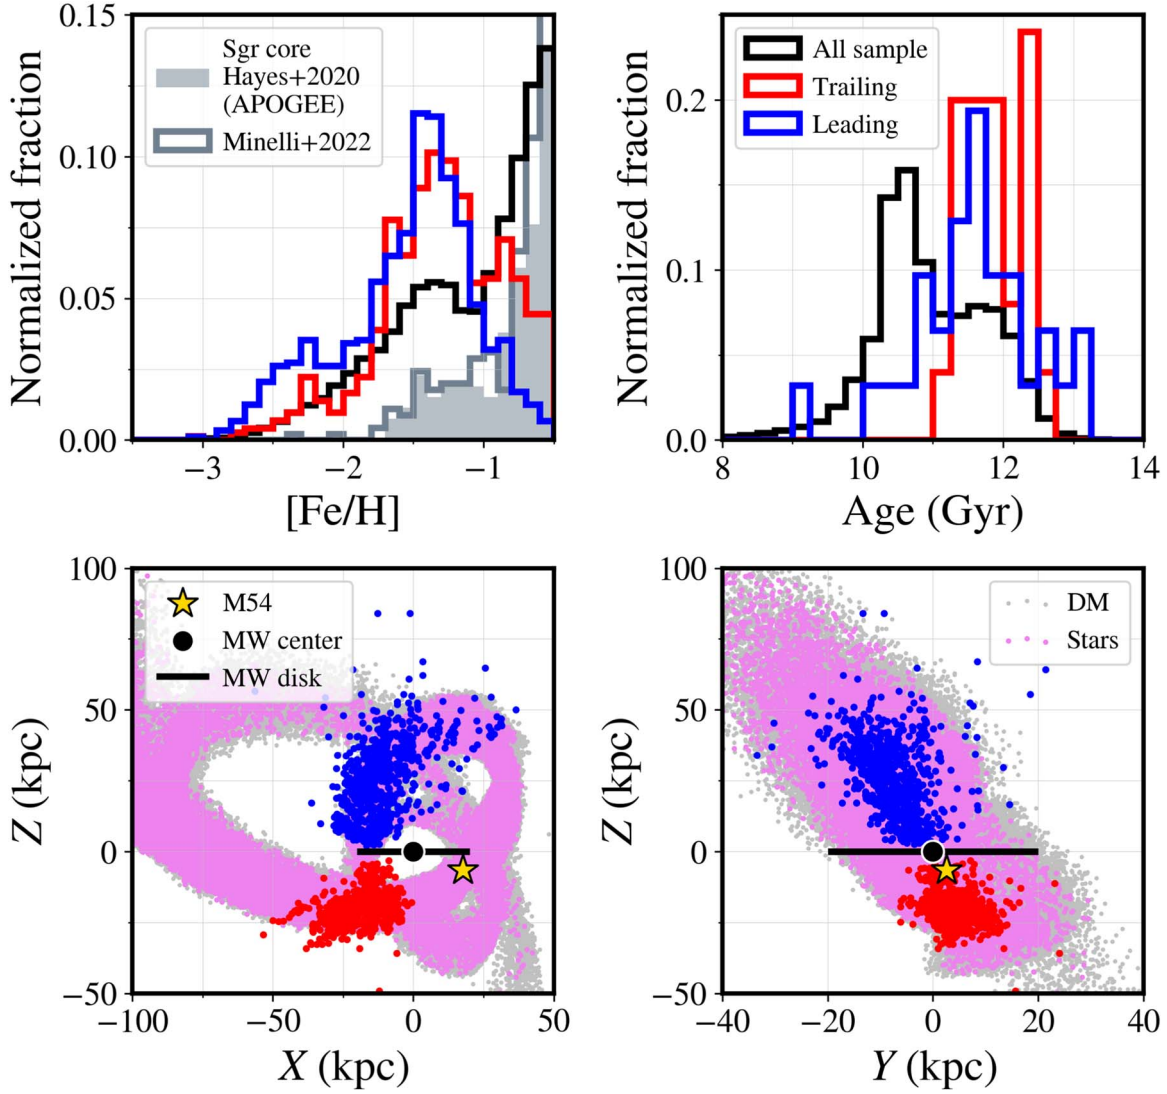 0.15
0.10
0.05
0.00
Normalized fraction
Sgr core
Hayes+2020
(APOGEE)
Minelli+2022
−3
−2
−1
[Fe/H]
0.2
0.1
0.0
Normalized fraction
All sample
Trailing
Leading
8
10
12
14
Age (Gyr)
100
50
0
−50
Z (kpc)
M54
MW center
MW disk
−100
−50
0
50
X (kpc)
100
50
0
−50
Z (kpc)
DM
Stars
−40
−20
0
20
40
Y (kpc)